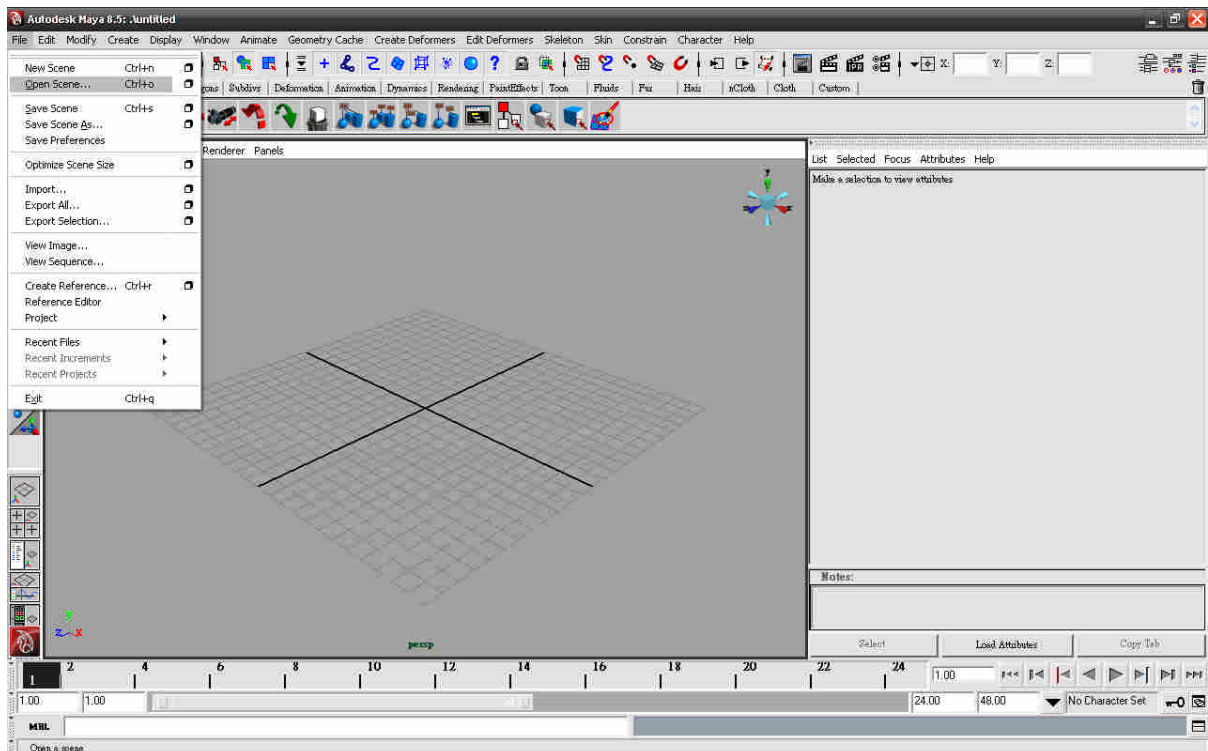 Autodesk Maya 8.5: .\untitled
File Edit Modify Create Display Window Animate Geometry Cache Create Deformers Edit Deformers Skeleton Skin Constrain Character Help
New Scene Ctrl+n
Open Scene... Ctrl+o
Save Scene Ctrl+s
Save Scene As...
Save Preferences
Optimize Scene Size
Import...
Export All...
Export Selection...
View Image...
View Sequence...
Create Reference... Ctrl+r
Reference Editor
Project
Recent Files
Recent Increments
Recent Projects
Exit Ctrl+q
X: Y: Z:
Subdivs Deformation Animation Dynamics Rendering PaintEffects Toon Fluids Fur Hair nCloth Cloth Custom
Renderer Panels
y
z x
persp
List Selected Focus Attributes Help
Make a selection to view attributes
Notes:
Select Load Attributes Copy Tab
1 2 4 6 8 10 12 14 16 18 20 22 24 1.00
1.00 1.00 24.00 48.00 No Character Set
MEL
Open a scene